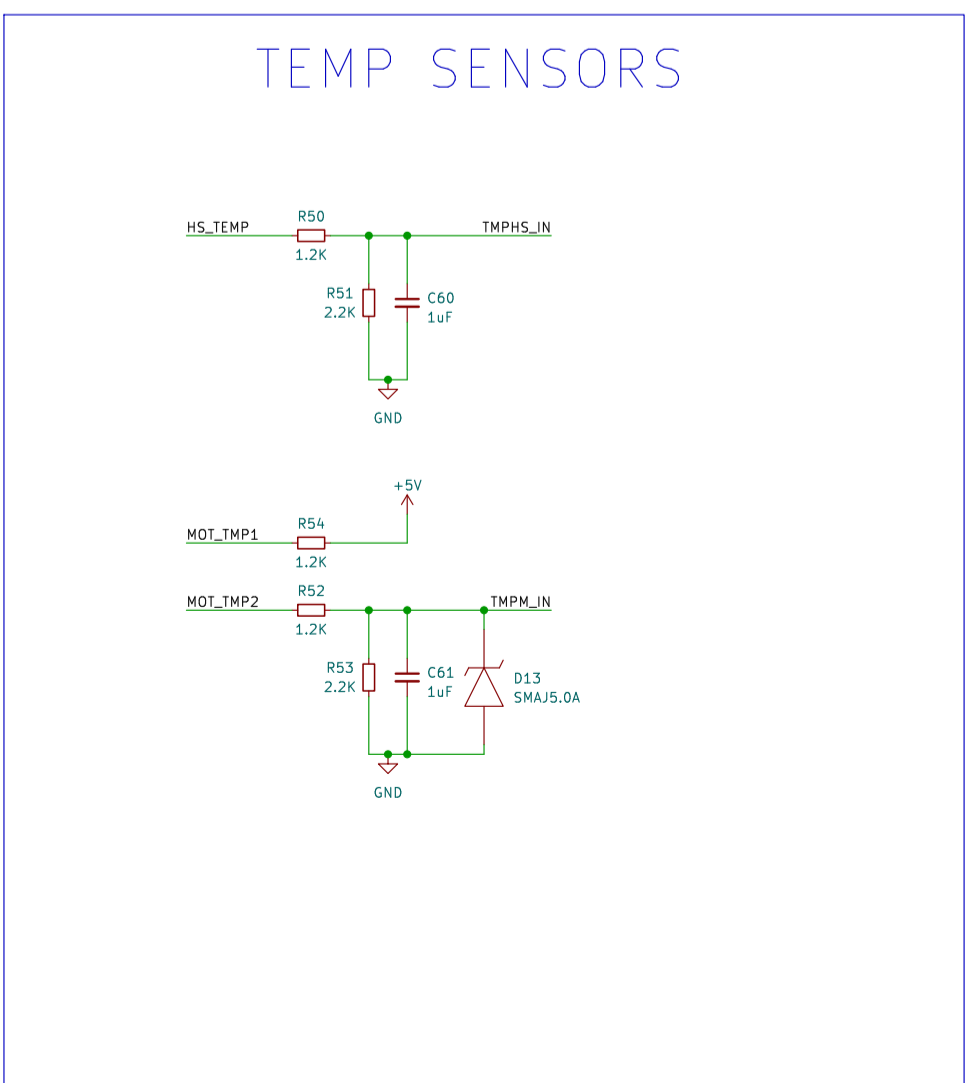 TEMP SENSORS
R50
HS_TEMP
TMPHS_IN
1.2K
R51
2.2K
C60
1uF
GND
+5V
R54
MOT_TMP1
1.2K
R52
MOT_TMP2
TMPM_IN
1.2K
R53
2.2K
C61
1uF
D13
SMAJ5.0A
GND